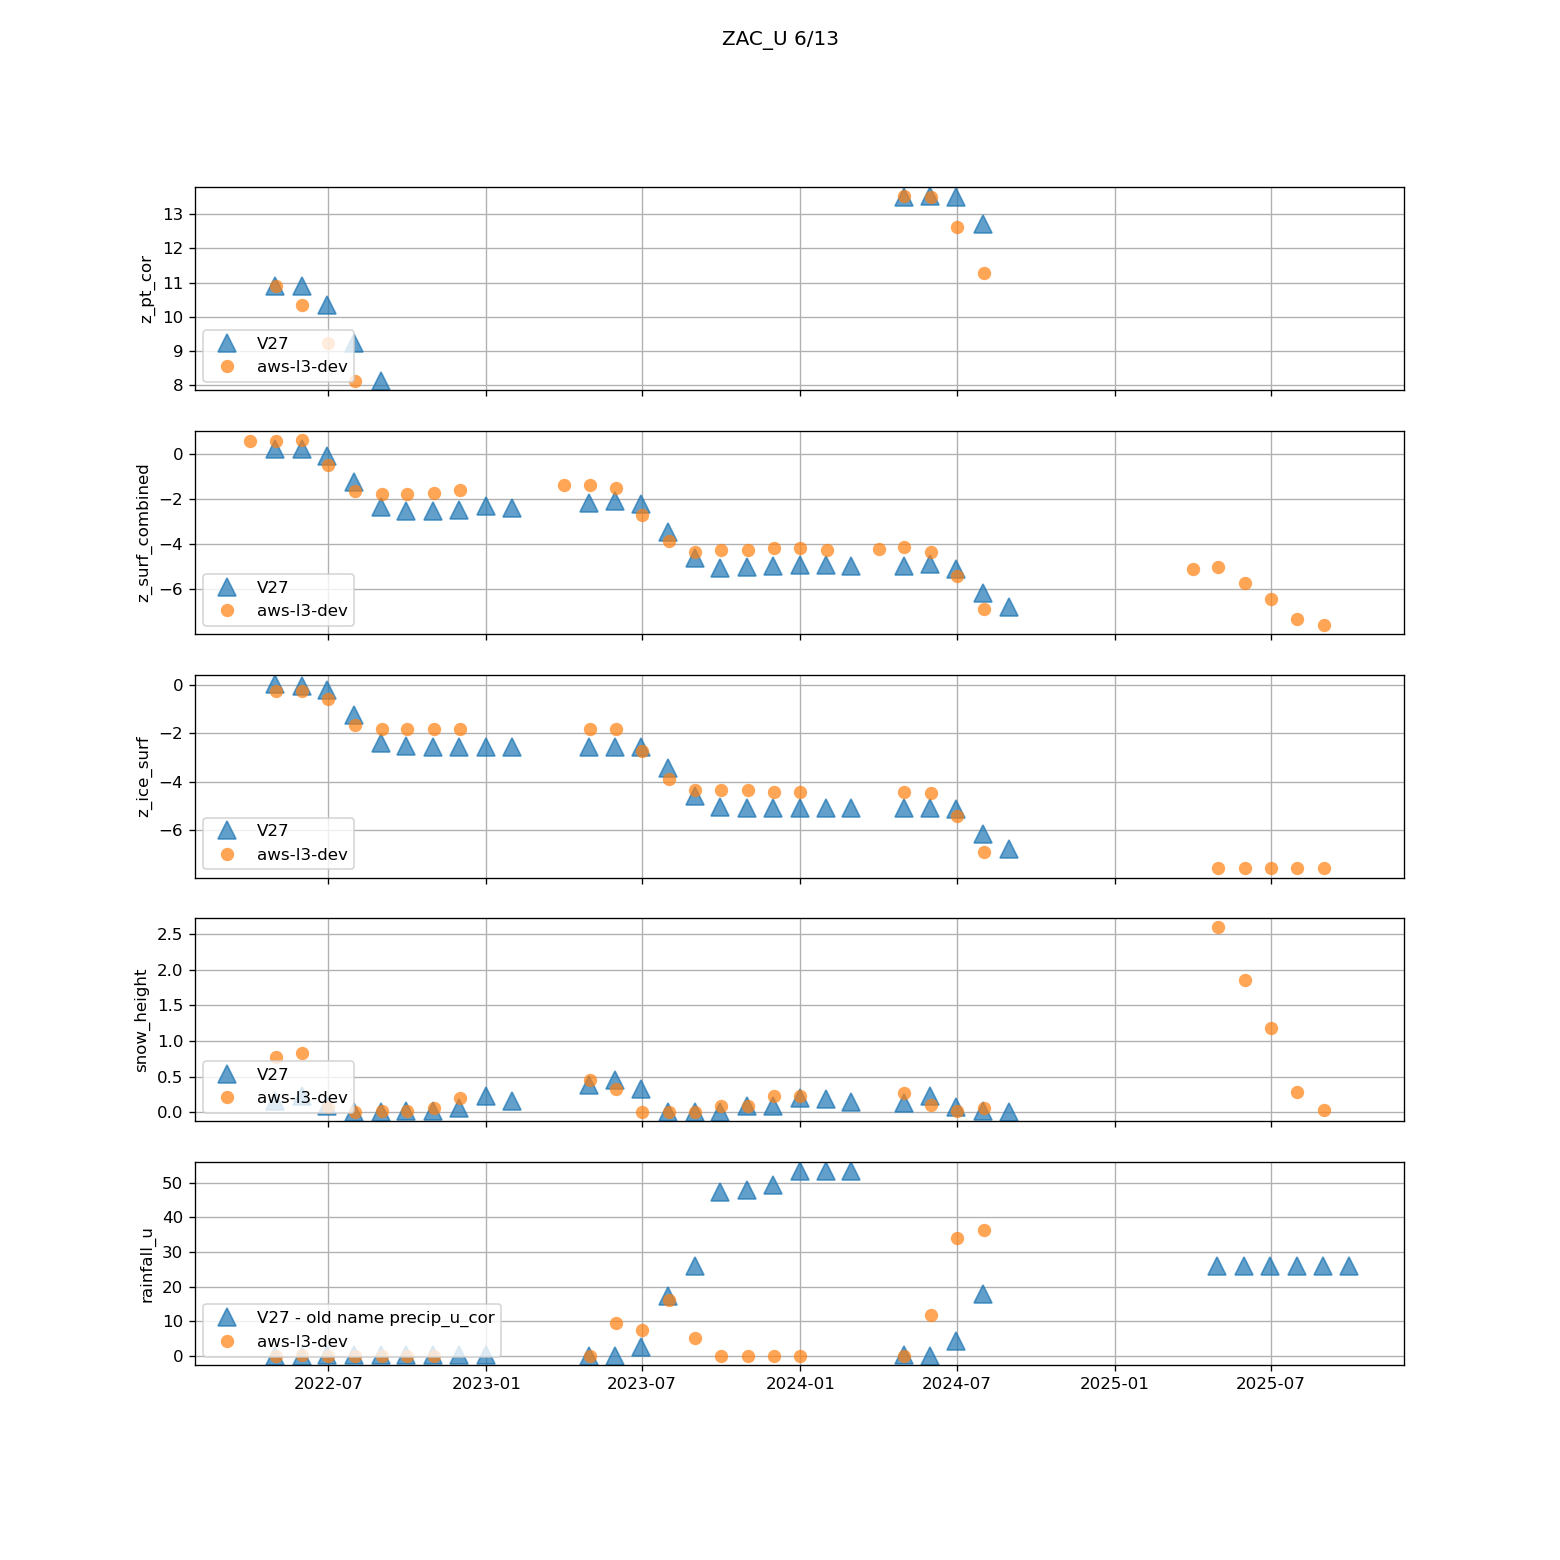 ZAC_U 6/13
z_pt_cor
13
12
11
10
9
8
V27
aws-l3-dev
z_surf_combined
0
−2
−4
−6
V27
aws-l3-dev
z_ice_surf
0
−2
−4
−6
V27
aws-l3-dev
snow_height
2.5
2.0
1.5
1.0
0.5
0.0
V27
aws-l3-dev
rainfall_u
50
40
30
20
10
0
V27 - old name precip_u_cor
aws-l3-dev
2022-07 2023-01 2023-07 2024-01 2024-07 2025-01 2025-07